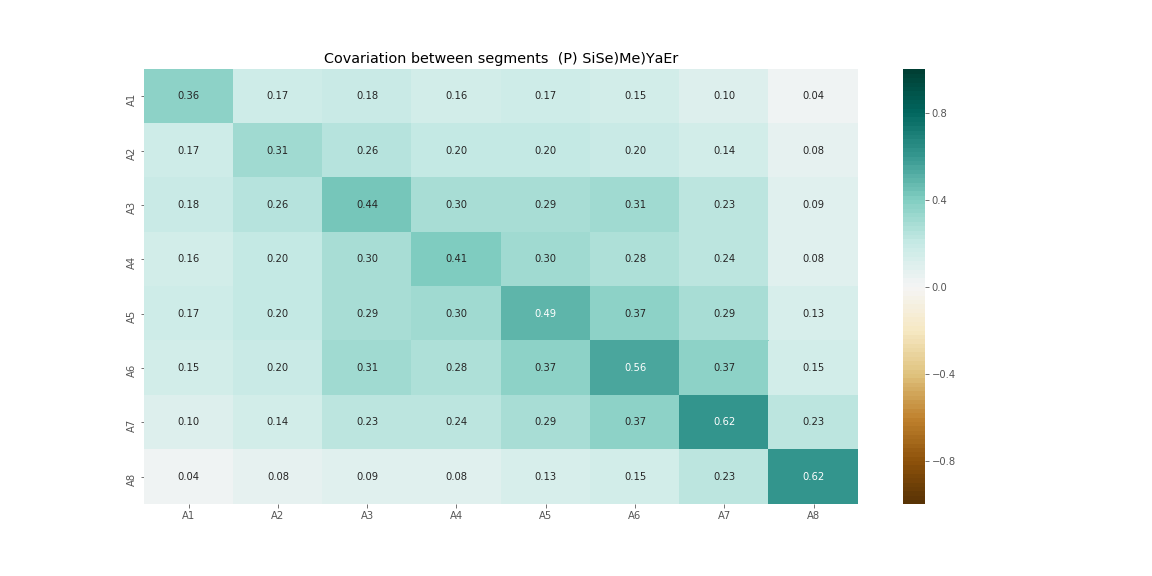 Covariation between segments  (P) SiSe)Me)YaEr
A1 0.36 0.17 0.18 0.16 0.17 0.15 0.10 0.04
A2 0.17 0.31 0.26 0.20 0.20 0.20 0.14 0.08
A3 0.18 0.26 0.44 0.30 0.29 0.31 0.23 0.09
A4 0.16 0.20 0.30 0.41 0.30 0.28 0.24 0.08
A5 0.17 0.20 0.29 0.30 0.49 0.37 0.29 0.13
A6 0.15 0.20 0.31 0.28 0.37 0.56 0.37 0.15
A7 0.10 0.14 0.23 0.24 0.29 0.37 0.62 0.23
A8 0.04 0.08 0.09 0.08 0.13 0.15 0.23 0.62
A1 A2 A3 A4 A5 A6 A7 A8
0.8
0.4
0.0
−0.4
−0.8